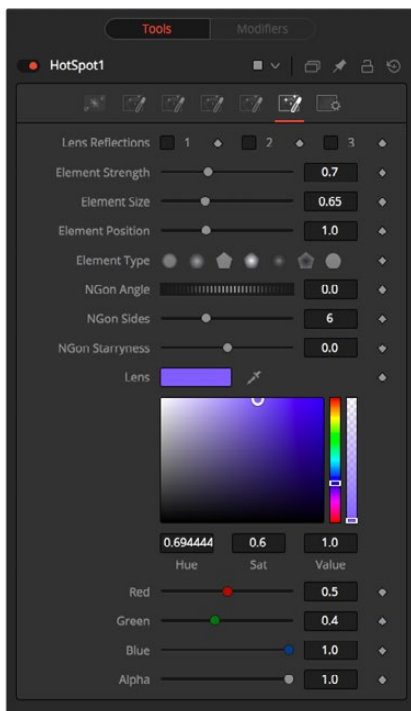 Tools Modifiers
HotSpot1
Lens Reflections 1 2 3
Element Strength 0.7
Element Size 0.65
Element Position 1.0
Element Type
NGon Angle 0.0
NGon Sides 6
NGon Starryness 0.0
Lens
0.694444 0.6 1.0
Hue Sat Value
Red 0.5
Green 0.4
Blue 1.0
Alpha 1.0